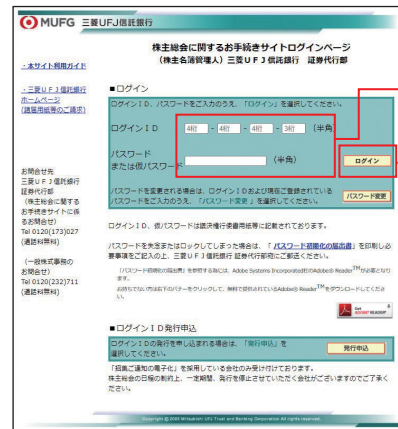 MUFG 三菱UFJ信託銀行
株主総会に関するお手続きサイトログインページ
(株主名簿管理人)三菱UFJ信託銀行 証券代行部
・本サイト利用ガイド
・三菱UFJ信託銀行
ホームページ
(諸届用紙等のご請求)
お問合せ先
三菱UFJ信託銀行
証券代行部
(株主総会に関する
お手続きサイトに係
るお問合せ)
Tel 0120(173)027
(通話料無料)
(一般株式事務の
お問合せ)
Tel 0120(232)711
(通話料無料)
■ログイン
ログインID、パスワードをご入力のうえ、「ログイン」を選択してください。
ログインID 4桁 - 4桁 - 4桁 - 3桁 (半角)
パスワード
または仮パスワード (半角) ログイン
パスワードを変更される場合は、ログインIDおよび現在ご登録されている
パスワードをご入力のうえ、「パスワード変更」を選択してください。 パスワード変更
ログインID、仮パスワードは議決権行使書用紙等に記載されております。
パスワードを失念またはロックしてしまった場合は、「パスワード初期化の届出書」を印刷し必
要事項をご記入の上、三菱UFJ信託銀行 証券代行部宛にご郵送ください。
「パスワード初期化の届出書」を参照する為には、Adobe Systems Incorporated社のAdobe® Reader™が必要となり
ます。
お持ちでない方は右下のバナーをクリックして、無料で提供されているAdobe® Reader™をダウンロードしてくださ
い。
Get ADOBE® READER®
■ログインID発行申込
ログインIDの発行を申し込まれる場合は、「発行申込」を
選択してください。 発行申込
「招集ご通知の電子化」を採用している会社のみ受け付けております。
株主総会の日程の制約上、一定期間、発行を停止させていただく会社がございますのでご了承く
ださい。
Copyright © 2005 Mitsubishi UFJ Trust and Banking Corporation All rights reserved.